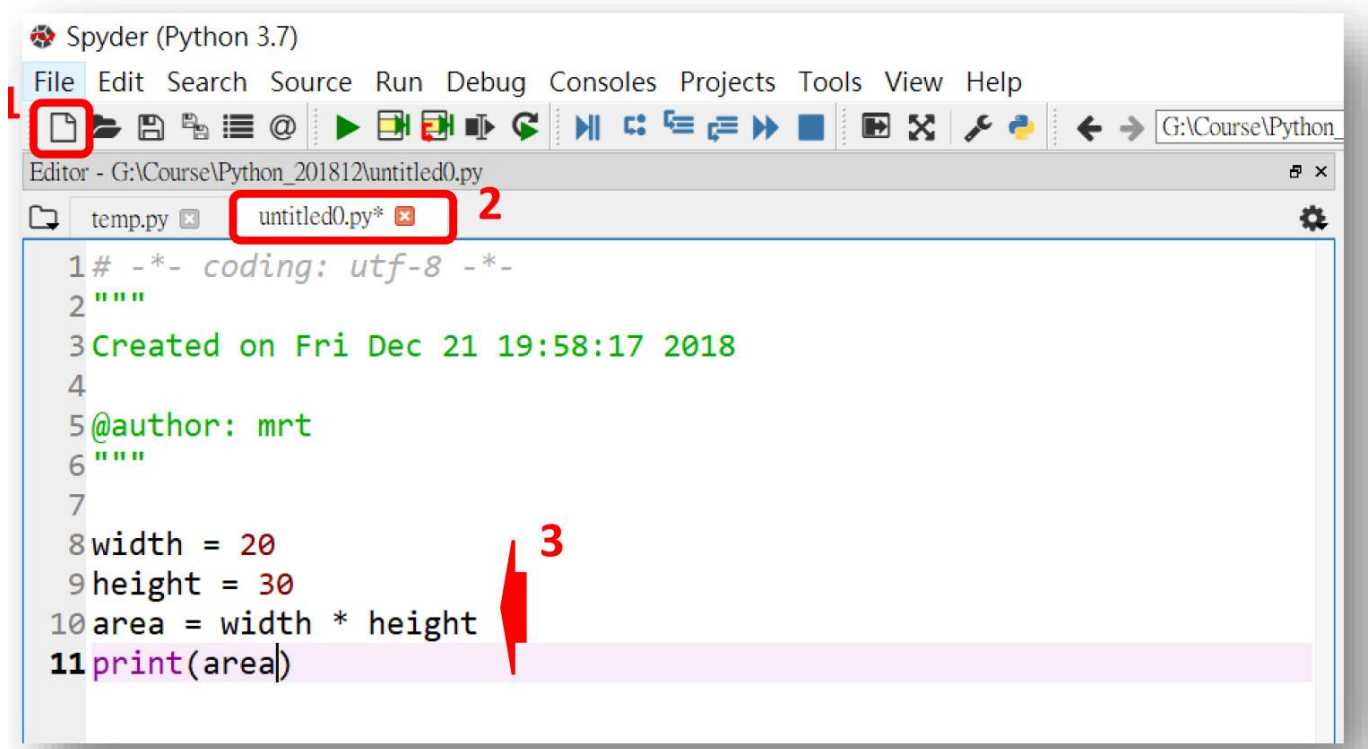 Spyder (Python 3.7)
File Edit Search Source Run Debug Consoles Projects Tools View Help
1
G:\Course\Python_
Editor - G:\Course\Python_201812\untitled0.py
temp.py untitled0.py* 2
1 # -*- coding: utf-8 -*-
2 """
3 Created on Fri Dec 21 19:58:17 2018
4
5 @author: mrt
6 """
7
8 width = 20 3
9 height = 30
10 area = width * height
11 print(area)